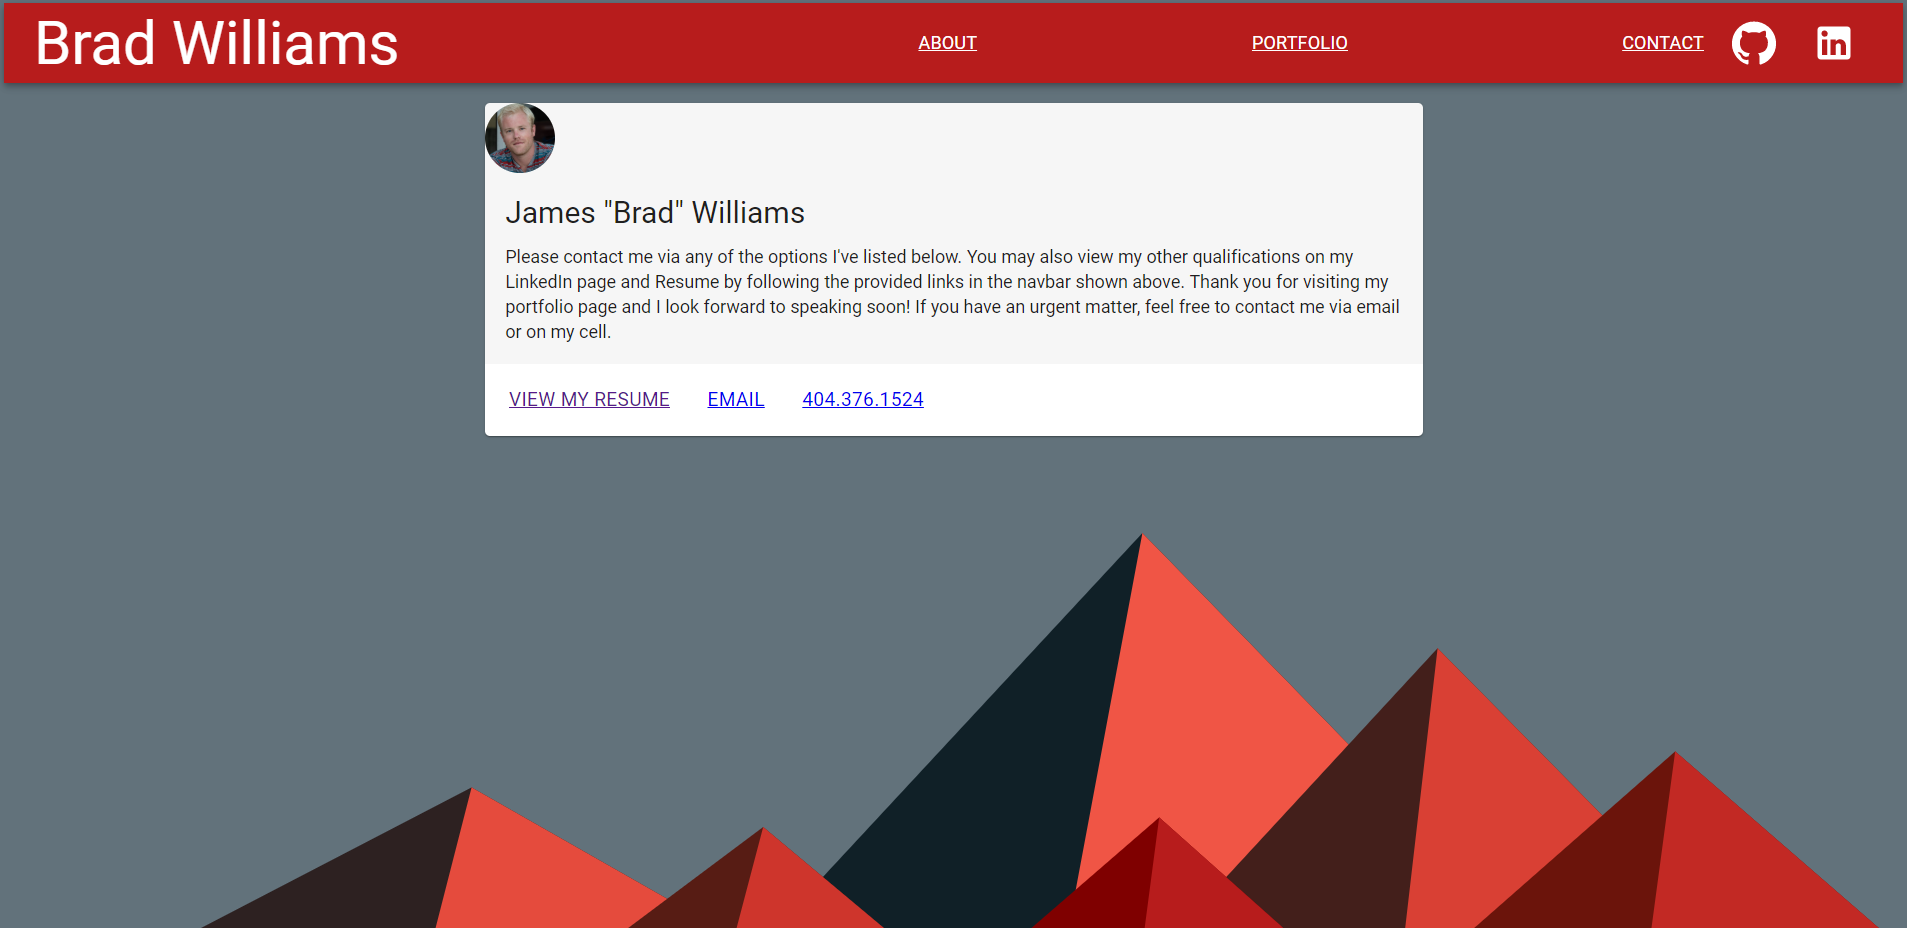 Brad Williams
ABOUT
PORTFOLIO
CONTACT
in
James "Brad" Williams
Please contact me via any of the options I've listed below. You may also view my other qualifications on my
LinkedIn page and Resume by following the provided links in the navbar shown above. Thank you for visiting my
portfolio page and I look forward to speaking soon! If you have an urgent matter, feel free to contact me via email
or on my cell.
VIEW MY RESUME
EMAIL
404.376.1524